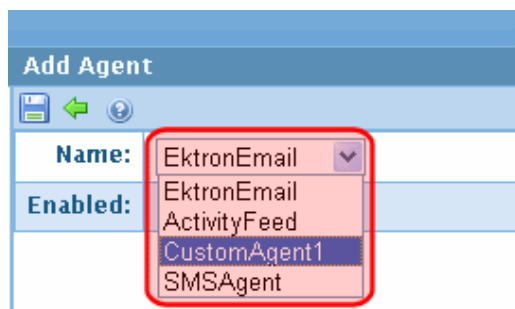 Add Agent
Name: EktronEmail
EktronEmail
Enabled:
ActivityFeed
CustomAgent1
SMSAgent